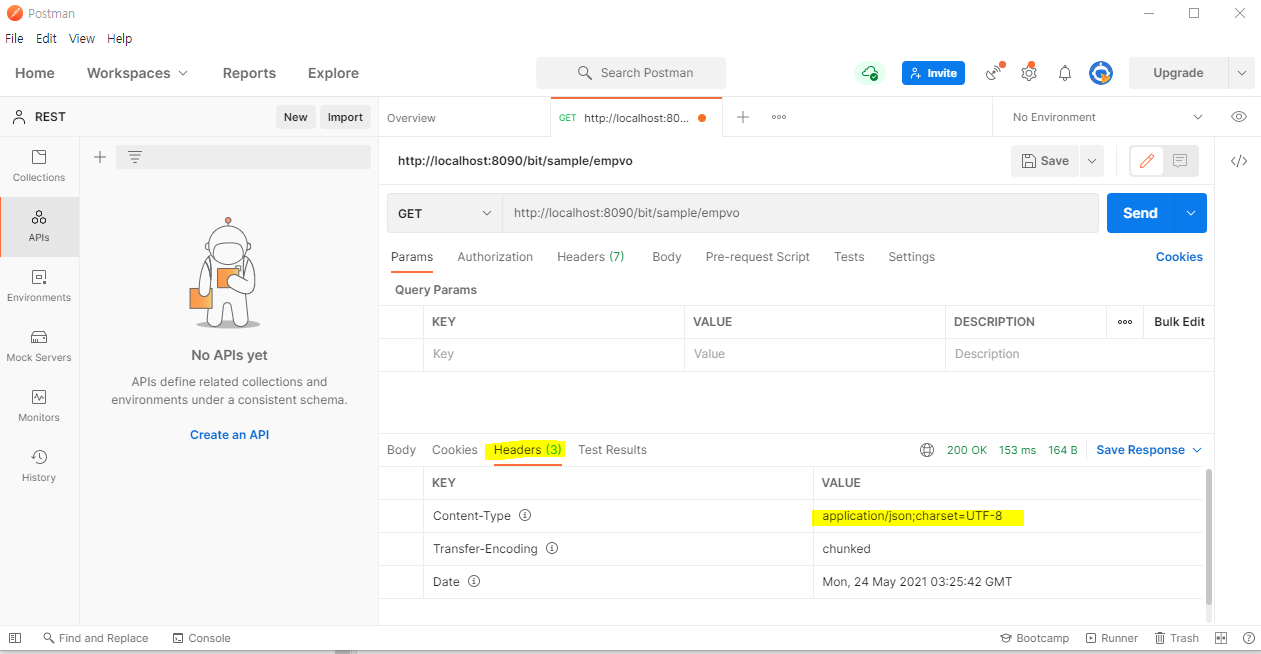 Postman
File Edit View Help
Home Workspaces Reports Explore Search Postman Invite Upgrade
REST New Import Overview GET http://localhost:80... No Environment
Collections
APIs
Environments
Mock Servers
Monitors
History
No APIs yet
APIs define related collections and
environments under a consistent schema.
Create an API
http://localhost:8090/bit/sample/empvo Save
GET http://localhost:8090/bit/sample/empvo Send
Params Authorization Headers (7) Body Pre-request Script Tests Settings Cookies
Query Params
KEY VALUE DESCRIPTION Bulk Edit
Key Value Description
Body Cookies Headers (3) Test Results 200 OK 153 ms 164 B Save Response
KEY VALUE
Content-Type application/json;charset=UTF-8
Transfer-Encoding chunked
Date Mon, 24 May 2021 03:25:42 GMT
Find and Replace Console Bootcamp Runner Trash